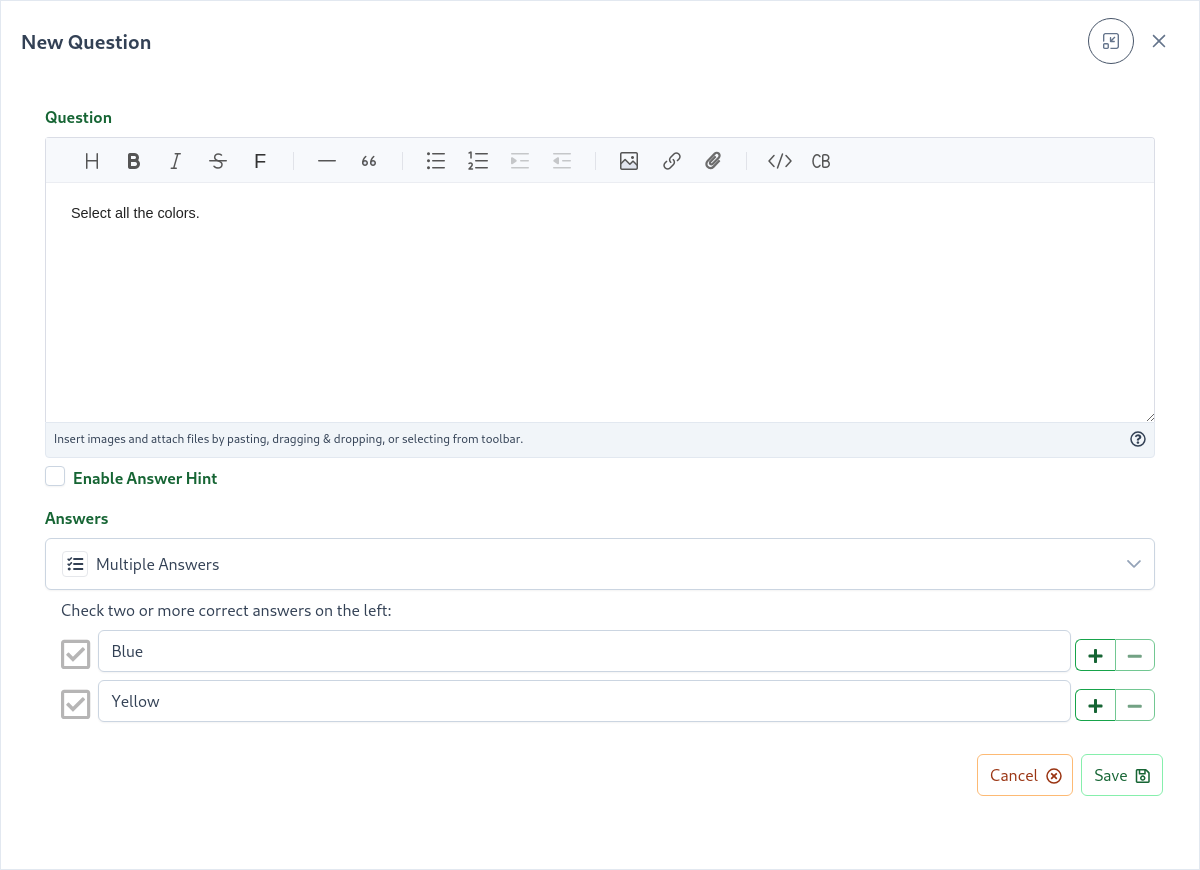 New Question
Question
H B I S F 66 CB
Select all the colors.
Insert images and attach files by pasting, dragging & dropping, or selecting from toolbar.
Enable Answer Hint
Answers
Multiple Answers
Check two or more correct answers on the left:
Blue
Yellow
Cancel Save